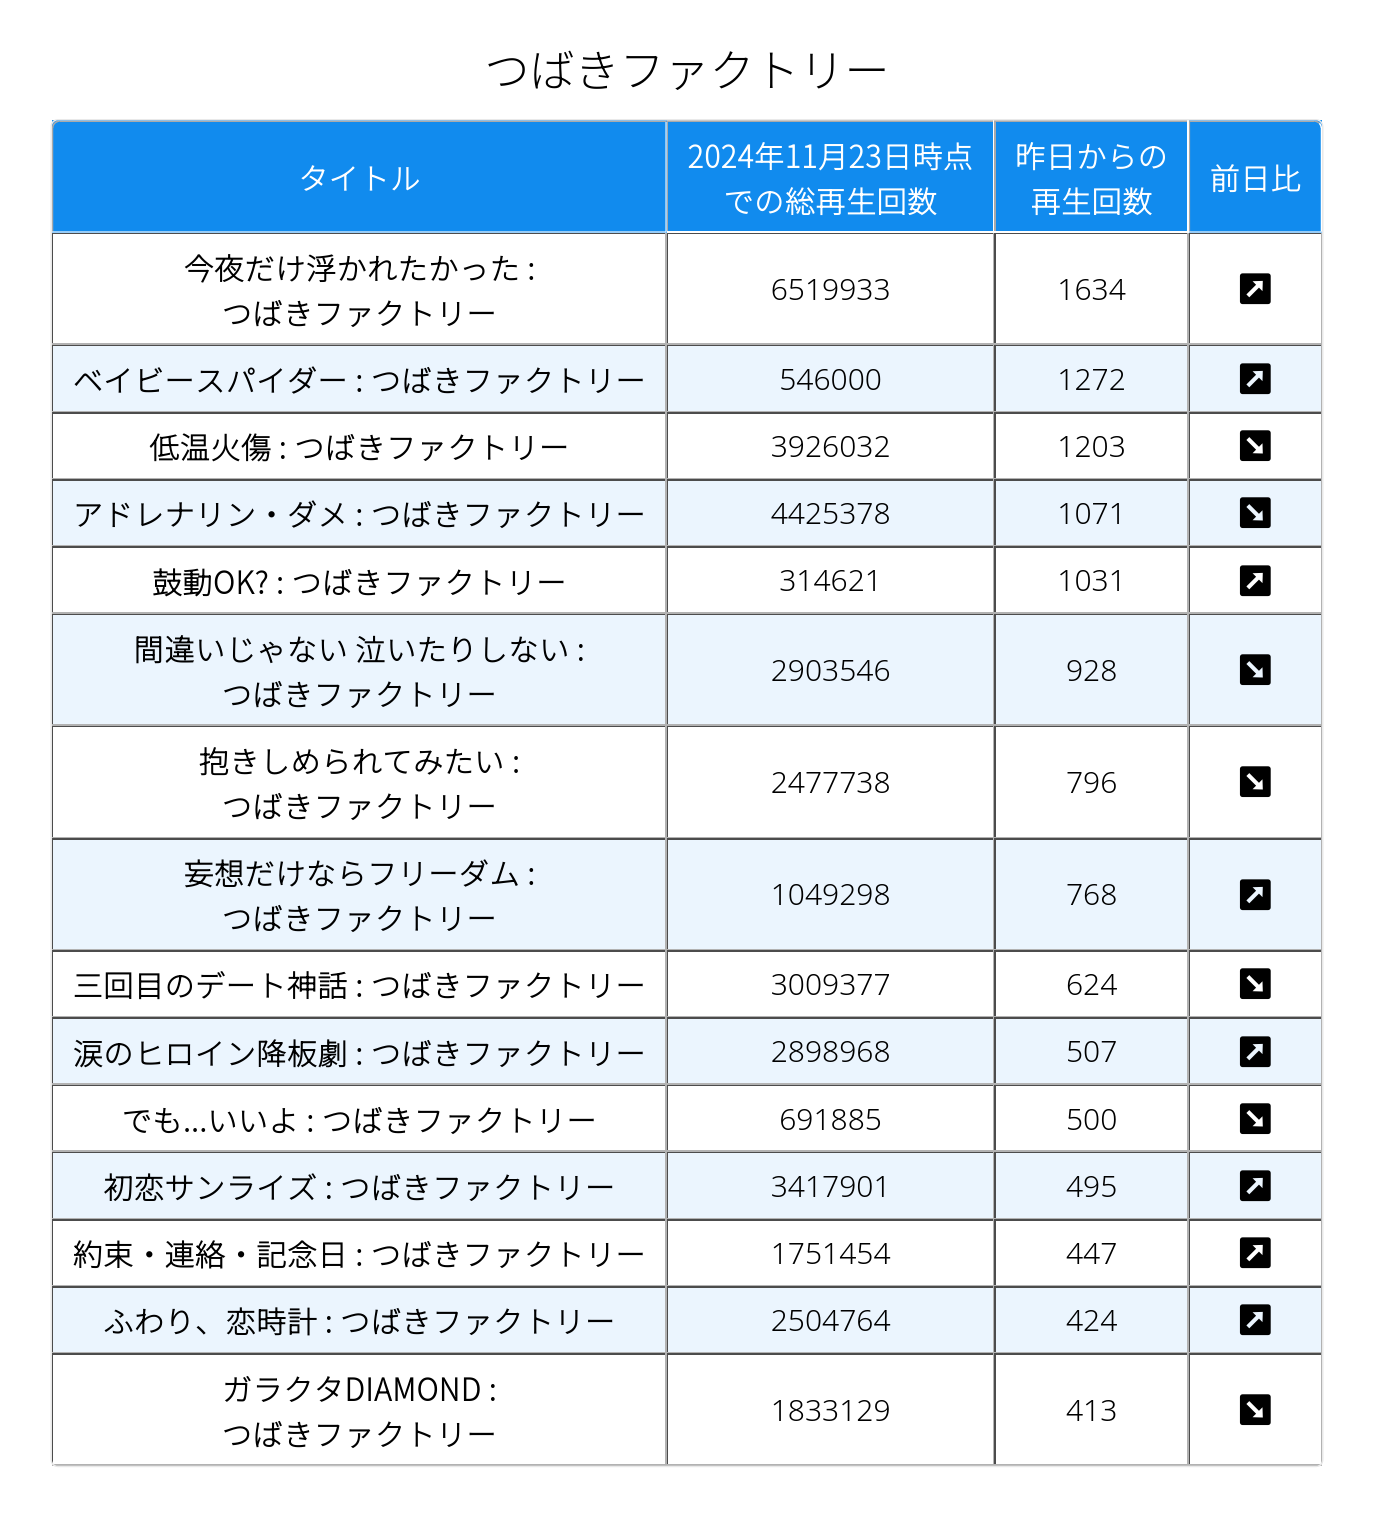 つばきファクトリー
タイトル
2024年11月23日時点
での総再生回数
昨日からの
再生回数
前日比
今夜だけ浮かれたかった :
つばきファクトリー
6519933
1634
ベイビースパイダー : つばきファクトリー
546000
1272
低温火傷 : つばきファクトリー
3926032
1203
アドレナリン・ダメ : つばきファクトリー
4425378
1071
鼓動OK? : つばきファクトリー
314621
1031
間違いじゃない 泣いたりしない :
つばきファクトリー
2903546
928
抱きしめられてみたい :
つばきファクトリー
2477738
796
妄想だけならフリーダム :
つばきファクトリー
1049298
768
三回目のデート神話 : つばきファクトリー
3009377
624
涙のヒロイン降板劇 : つばきファクトリー
2898968
507
でも...いいよ : つばきファクトリー
691885
500
初恋サンライズ : つばきファクトリー
3417901
495
約束・連絡・記念日 : つばきファクトリー
1751454
447
ふわり、恋時計 : つばきファクトリー
2504764
424
ガラクタDIAMOND :
つばきファクトリー
1833129
413